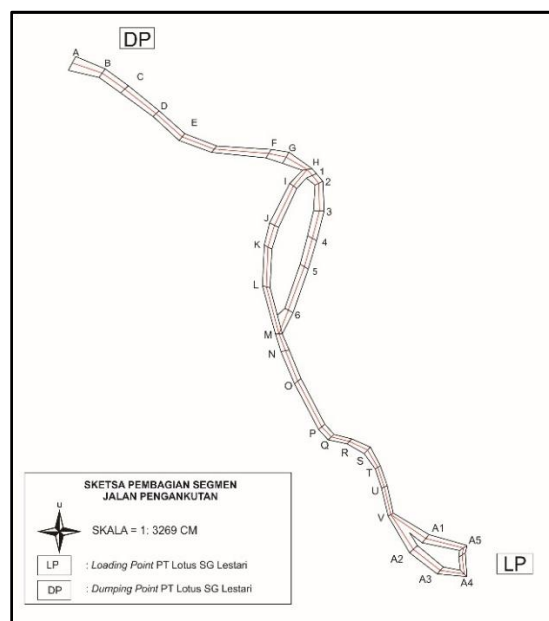 DP
A
B
C
D
E
F
G
H
1
I
2
J
3
K
4
5
L
6
M
N
O
P
Q
R
S
T
U
V
A1
A5
A2
A3
A4
LP
SKETSA PEMBAGIAN SEGMEN
JALAN PENGANKUTAN
U
SKALA = 1: 3269 CM
LP : Loading Point PT Lotus SG Lestari
DP : Dumping Point PT Lotus SG Lestari